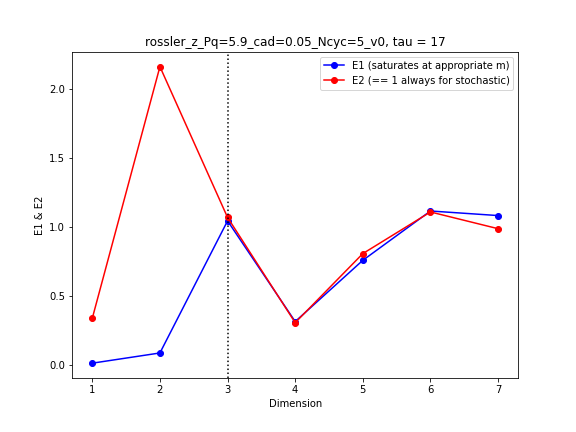 rossler_z_Pq=5.9_cad=0.05_Ncyc=5_v0, tau = 17
E1 (saturates at appropriate m)
E2 (== 1 always for stochastic)
E1 & E2
2.0
1.5
1.0
0.5
0.0
1 2 3 4 5 6 7
Dimension